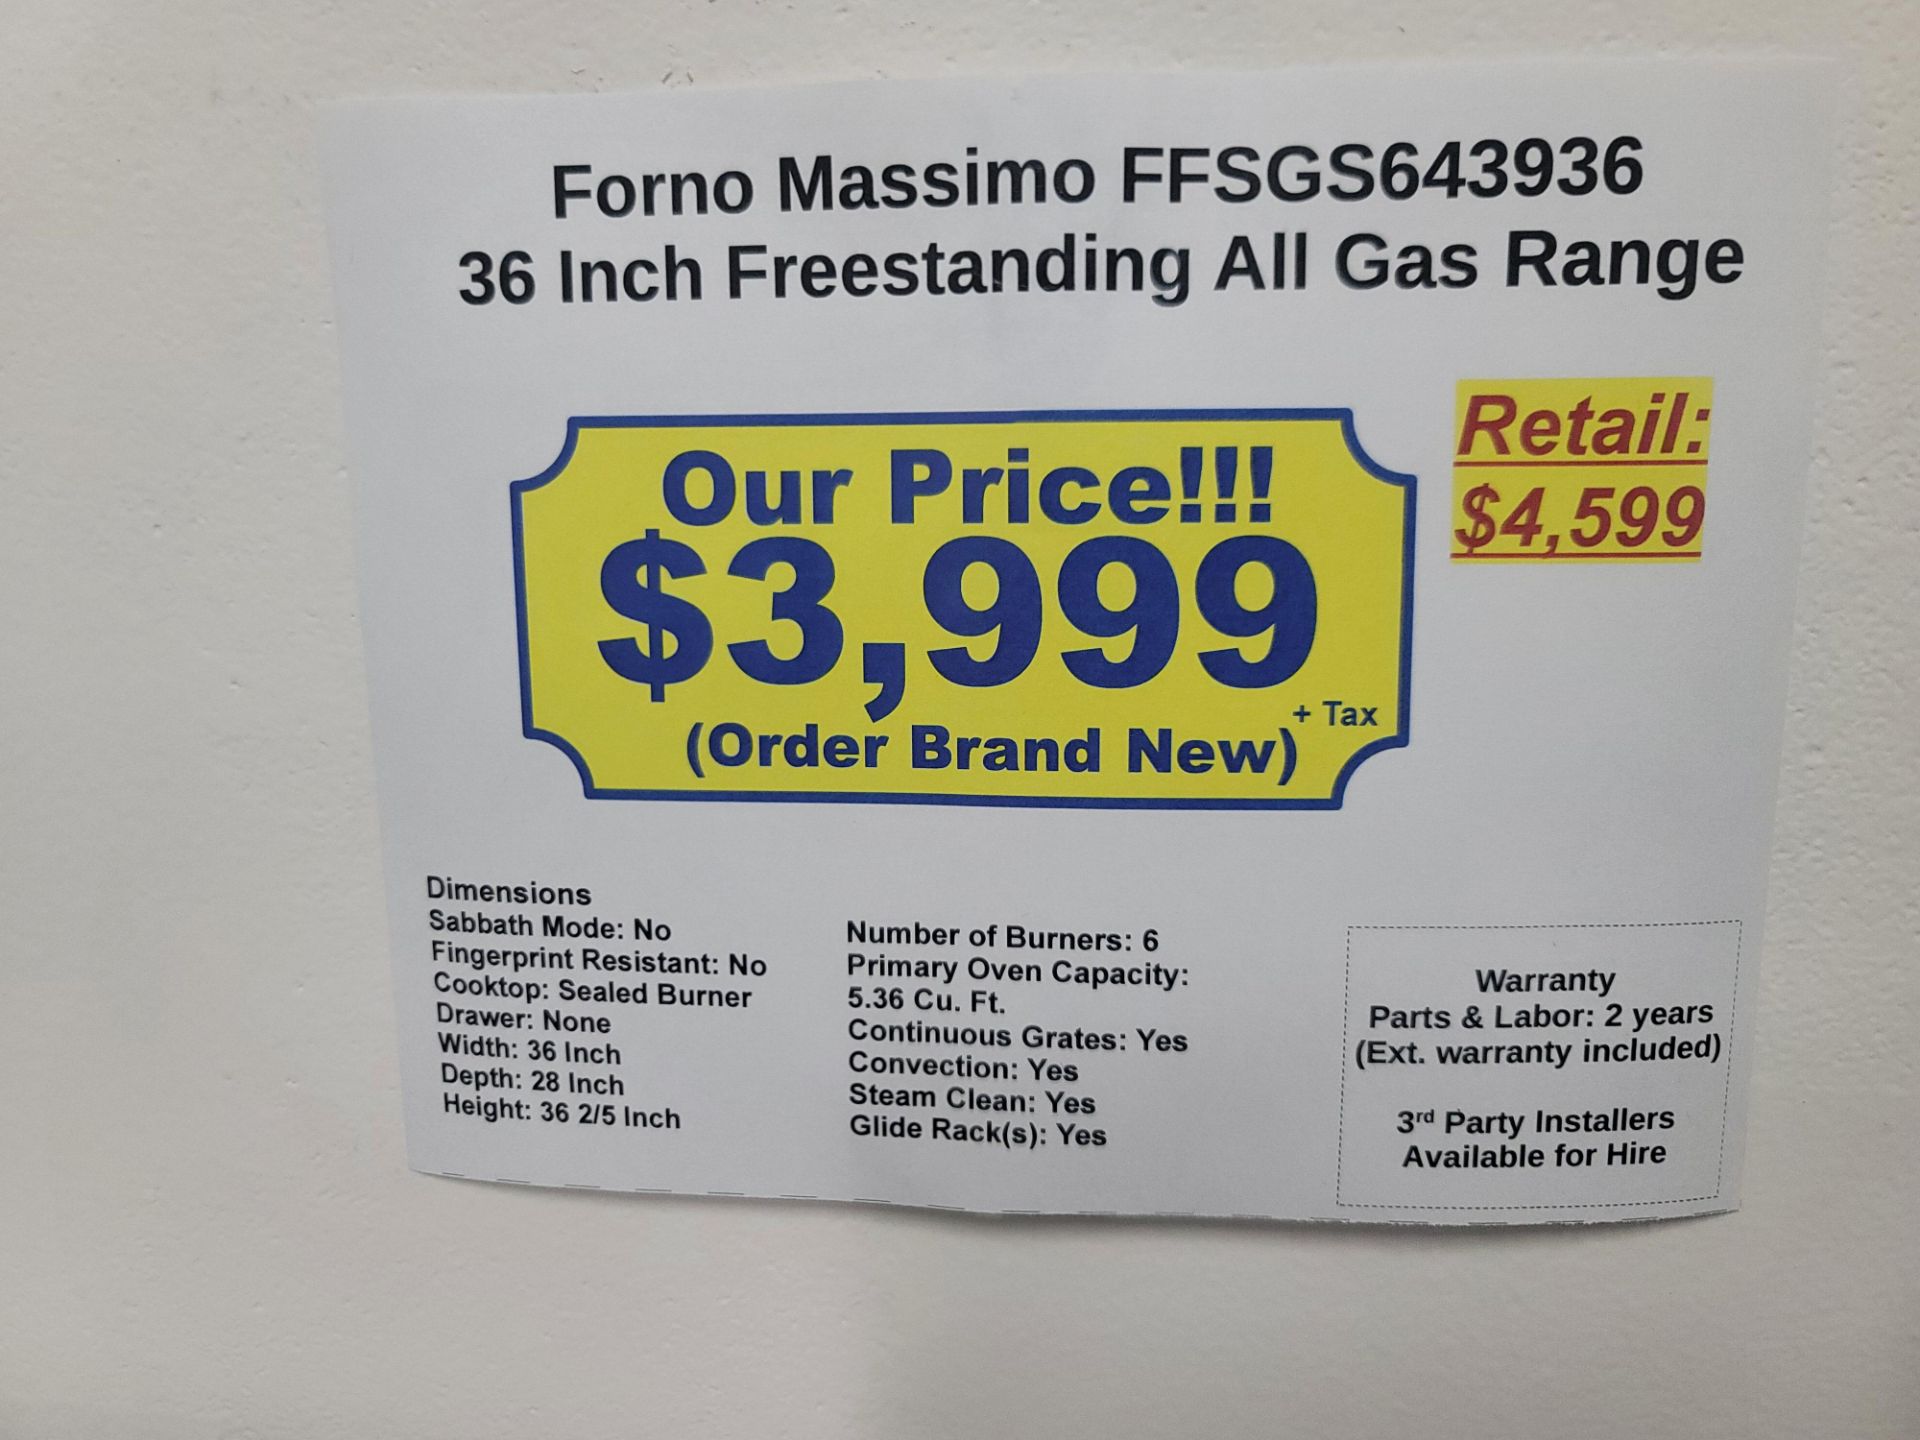 Forno Massimo FFSGS643936
36 Inch Freestanding All Gas Range
Retail:
$4,599
Our Price!!!
$3,999
+ Tax
(Order Brand New)
Dimensions
Sabbath Mode: No
Fingerprint Resistant: No
Cooktop: Sealed Burner
Drawer: None
Width: 36 Inch
Depth: 28 Inch
Height: 36 2/5 Inch
Number of Burners: 6
Primary Oven Capacity:
5.36 Cu. Ft.
Continuous Grates: Yes
Convection: Yes
Steam Clean: Yes
Glide Rack(s): Yes
Warranty
Parts & Labor: 2 years
(Ext. warranty included)
3rd Party Installers
Available for Hire